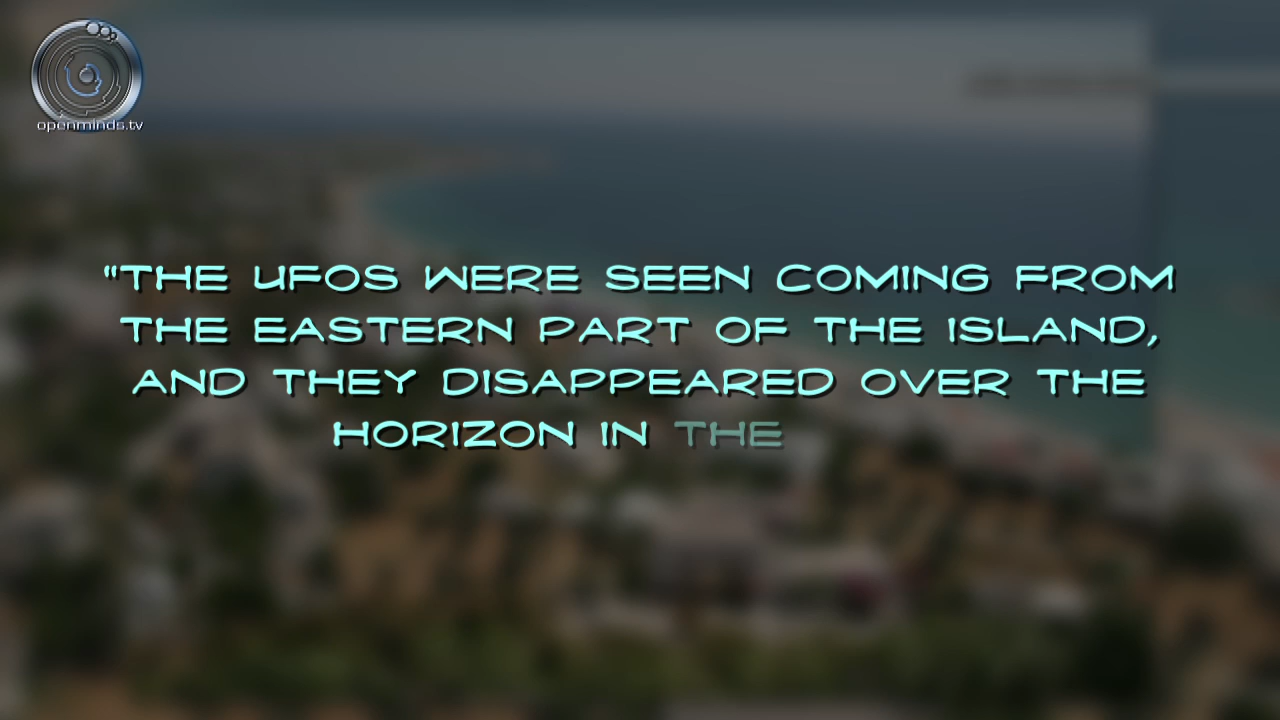 openminds.tv
"THE UFOS WERE SEEN COMING FROM
THE EASTERN PART OF THE ISLAND,
AND THEY DISAPPEARED OVER THE
HORIZON IN THE